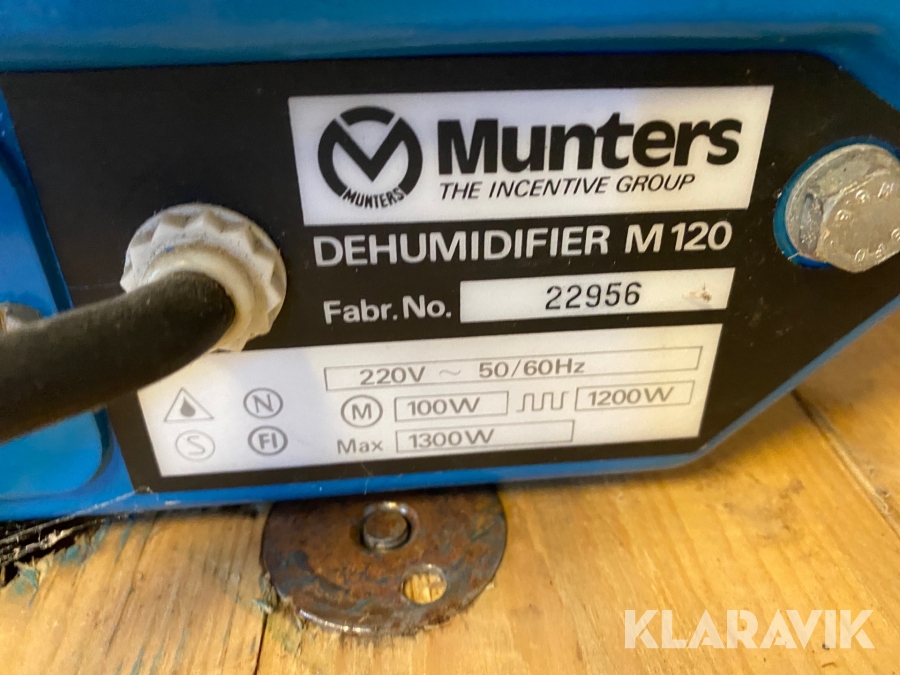 MUNTERS
Munters
THE INCENTIVE GROUP
DEHUMIDIFIER M120
Fabr.No. 22956
220V ~ 50/60Hz
N M 100W 1200W
S FI Max 1300W
KLARAVIK